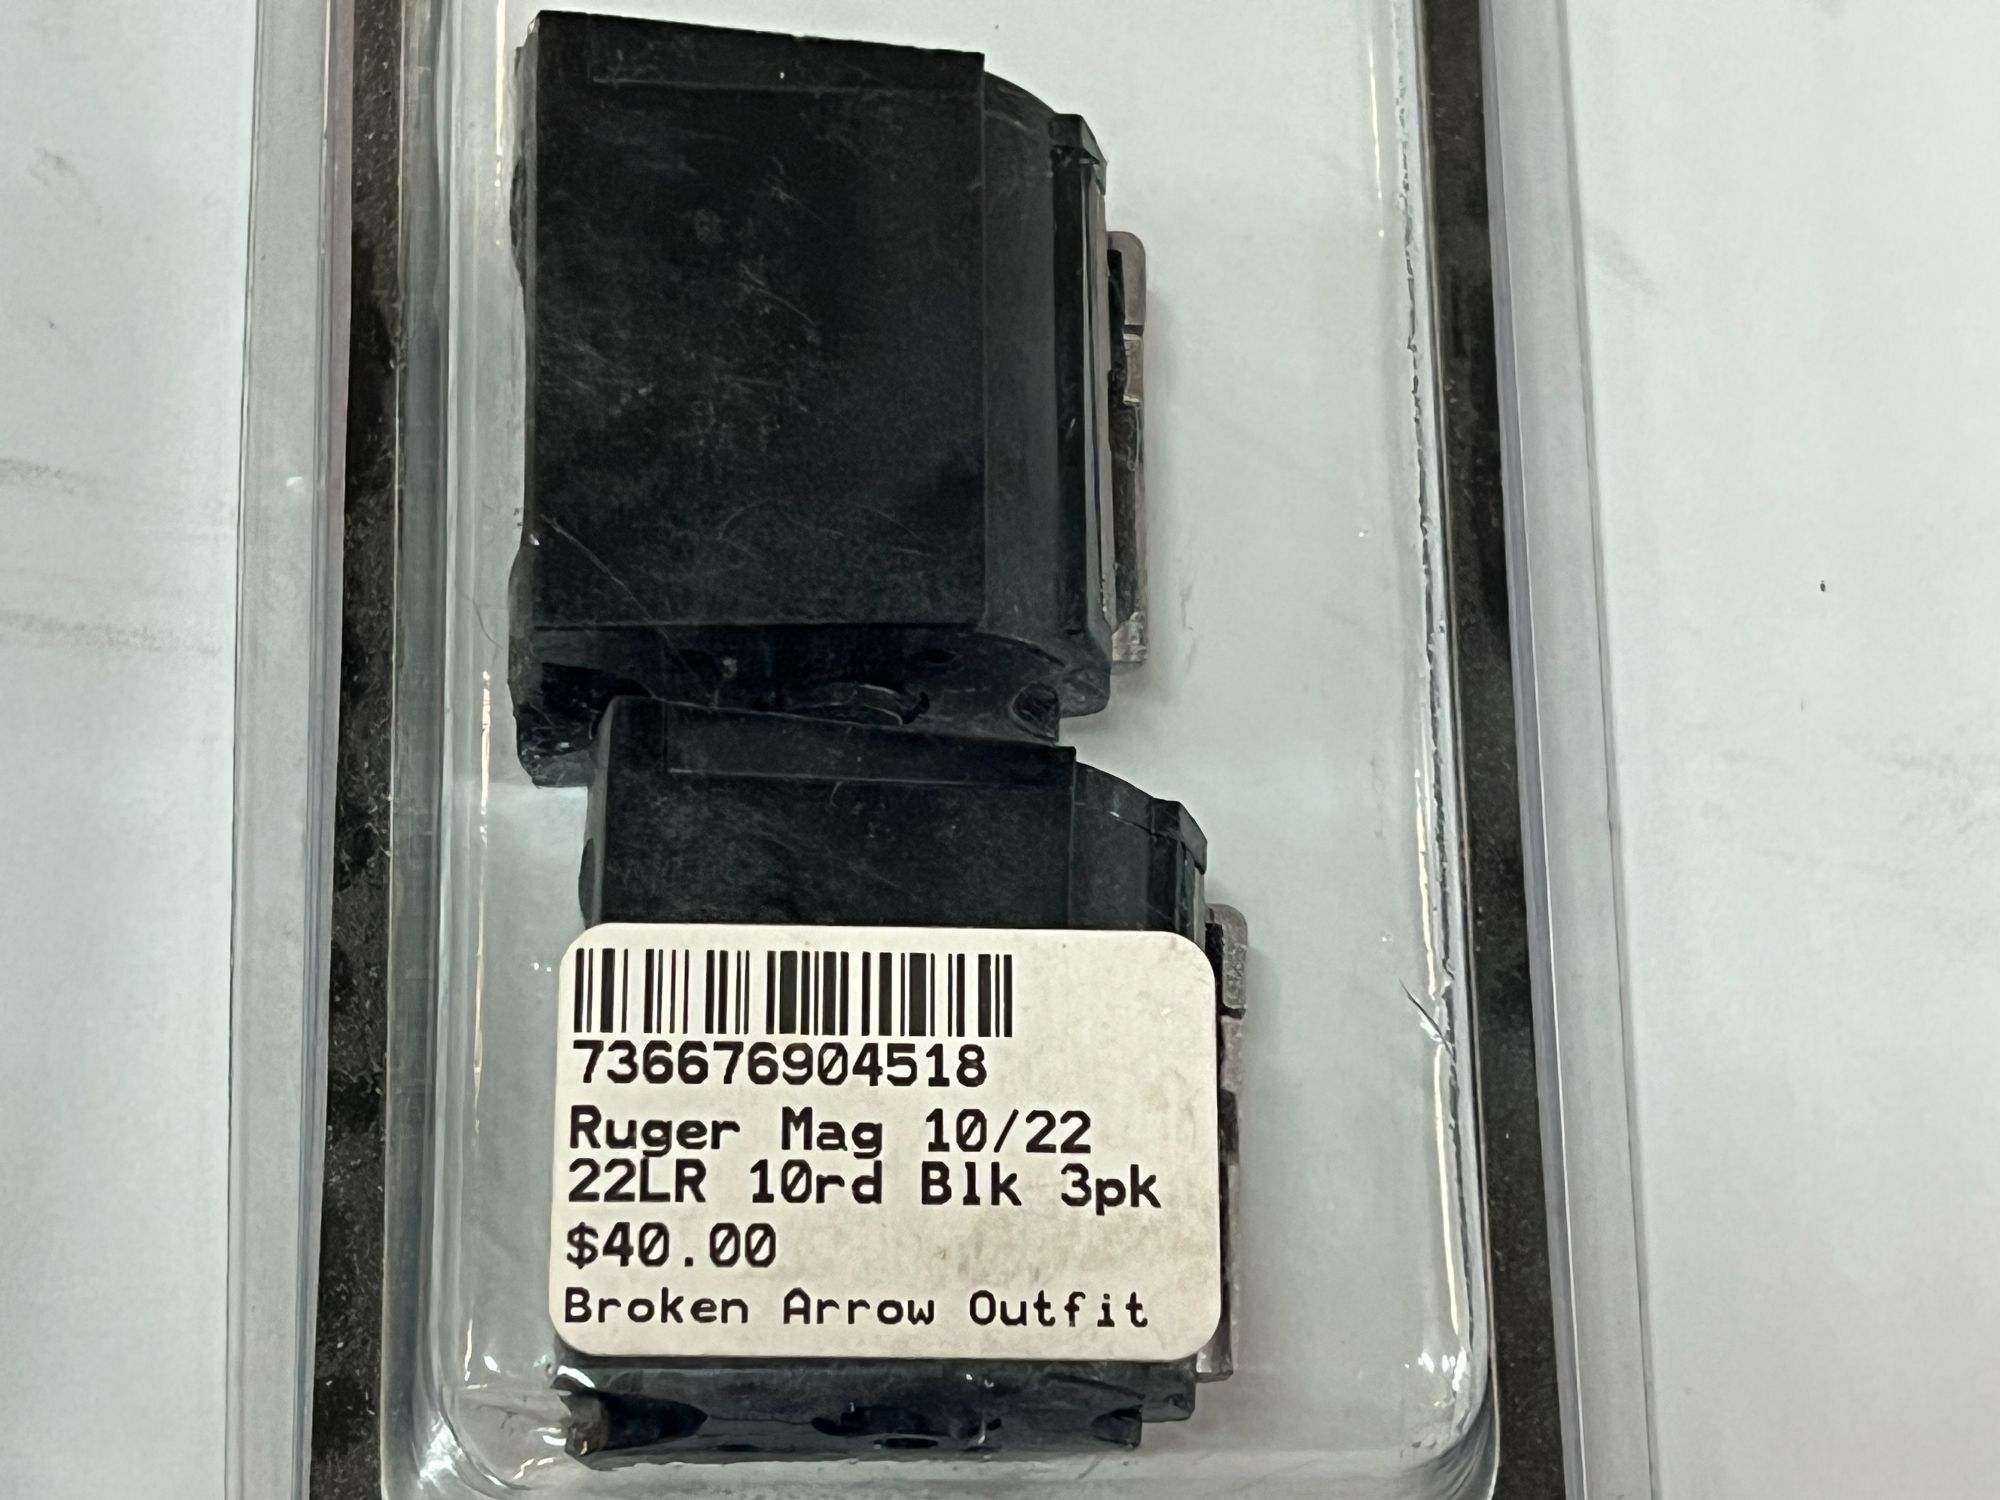 736676904518
Ruger Mag 10/22
22LR 10rd Blk 3pk
$40.00
Broken Arrow Outfit